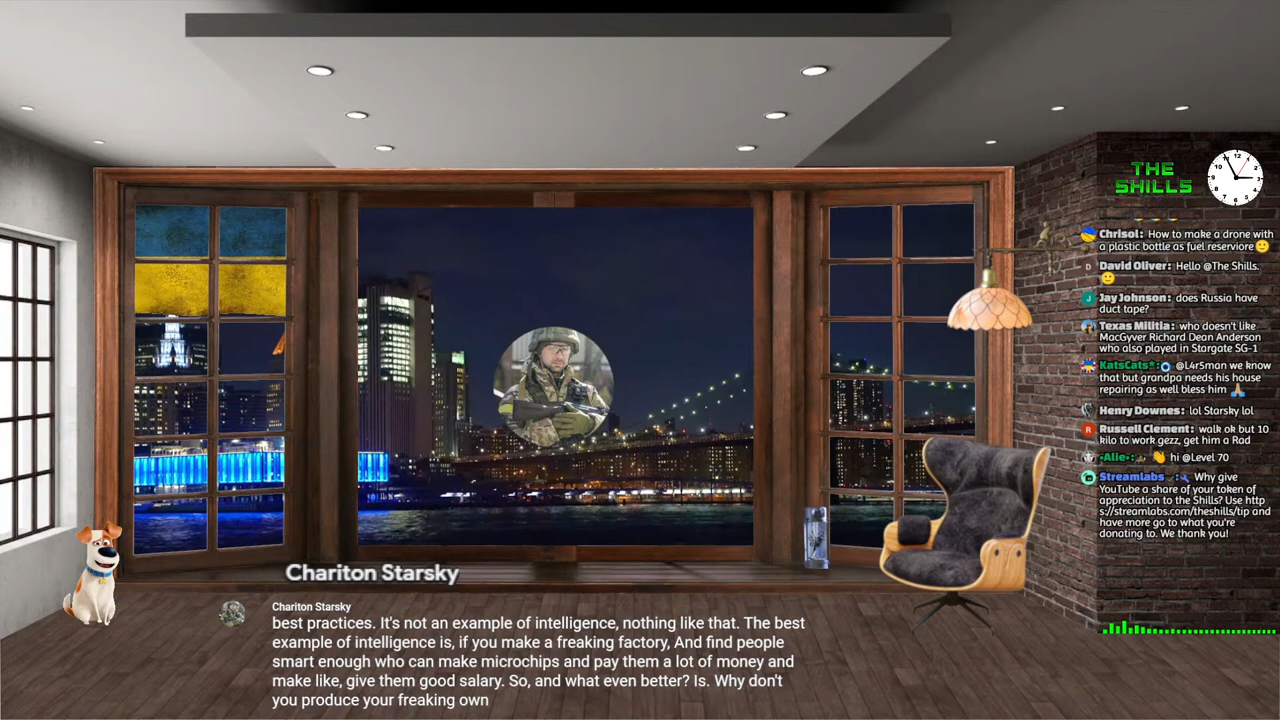 THE
SHILLS
Chrisol: How to make a drone with
a plastic bottle as fuel reserviore
David Oliver: Hello @The Shills.
JayJohnson: does Russia have
duct tape?
Texas Militia: who doesn't like
MacGyver Richard Dean Anderson
who also played in Stargate SG-1
KatsCats: @L4r5man we know
that but grandpa needs his house
repairing as well bless him
Henry Downes: lol Starsky lol
Russell Clement: walk ok but 10
kilo to work gezz, get him a Rad
Alie: hi @Level 70
Streamlabs: Why give
YouTube a share of your token of
appreciation to the Shills? Use http
s://streamlabs.com/theshills/tip and
have more go to what you're
donating to. We thank you!
Chariton Starsky
Chariton Starsky
best practices. It's not an example of intelligence, nothing like that. The best
example of intelligence is, if you make a freaking factory, And find people
smart enough who can make microchips and pay them a lot of money and
make like, give them good salary. So, and what even better? Is. Why don't
you produce your freaking own